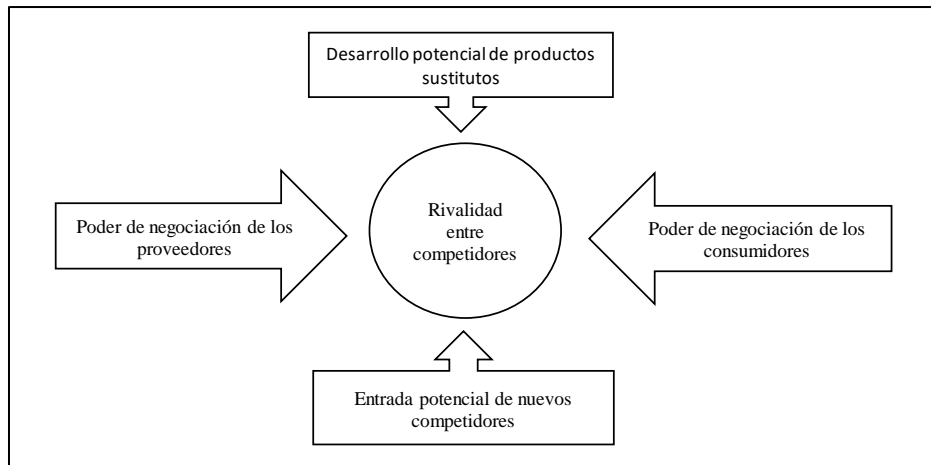 Desarrollo potencial de productos
sustitutos
Rivalidad
entre
competidores
Poder de negociación de los
proveedores
Poder de negociación de los
consumidores
Entrada potencial de nuevos
competidores